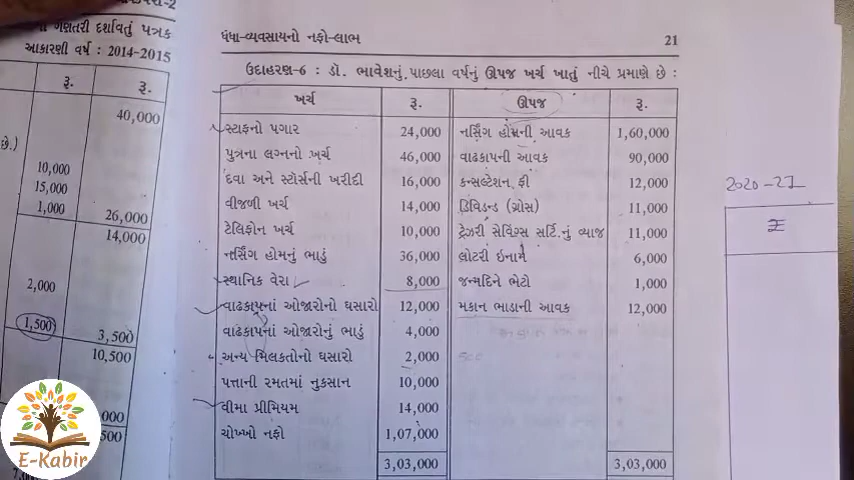 ગણતરી દર્શાવતું પત્રક
આકારણી વર્ષ : 2014-2015
રૂ. રૂ.
40,000
છે.)
10,000
15,000
1,000 26,000
14,000
2,000
1,500 3,500
10,500
000
500
ધંધા-વ્યવસાયનો નફો-લાભ 21
ઉદાહરણ-6 : ડૉ. ભાવેશનું પાછલા વર્ષનું ઊપજ ખર્ચ ખાતું નીચે પ્રમાણે છે :
ખર્ચ રૂ. ઊપજ રૂ.
સ્ટાફનો પગાર 24,000 નર્સિંગ હોમની આવક 1,60,000
પુત્રના લગ્નનો ખર્ચ 46,000 વાઢકાપની આવક 90,000
દવા અને સ્ટોર્સની ખરીદી 16,000 કન્સલ્ટેશન ફી 12,000
વીજળી ખર્ચ 14,000 ડિવિડન્ડ (ગ્રોસ) 11,000
ટેલિફોન ખર્ચ 10,000 ટ્રેઝરી સેવિંગ્સ સર્ટિ.નું વ્યાજ 11,000
નર્સિંગ હોમનું ભાડું 36,000 લોટરી ઇનામ 6,000
સ્થાનિક વેરા 8,000 જન્મદિને ભેટો 1,000
વાઢકાપનાં ઓજારોનો ઘસારો 12,000 મકાન ભાડાની આવક 12,000
વાઢકાપનાં ઓજારોનું ભાડું 4,000
અન્ય મિલકતોનો ઘસારો 2,000
પત્તાની રમતમાં નુકસાન 10,000
વીમા પ્રીમિયમ 14,000
ચોખ્ખો નફો 1,07,000
3,03,000 3,03,000
2020-21
₹
E-Kabir